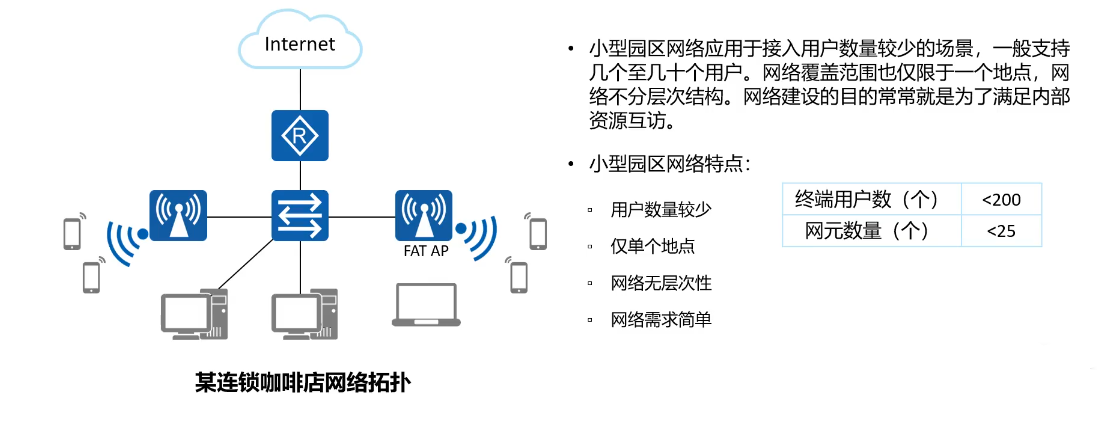 Internet
R
FAT AP
某连锁咖啡店网络拓扑
• 小型园区网络应用于接入用户数量较少的场景，一般支持
几个至几十个用户。网络覆盖范围也仅限于一个地点，网
络不分层次结构。网络建设的目的常常就是为了满足内部
资源互访。
• 小型园区网络特点：
▫ 用户数量较少
▫ 仅单个地点
▫ 网络无层次性
▫ 网络需求简单
终端用户数（个） <200
网元数量（个） <25